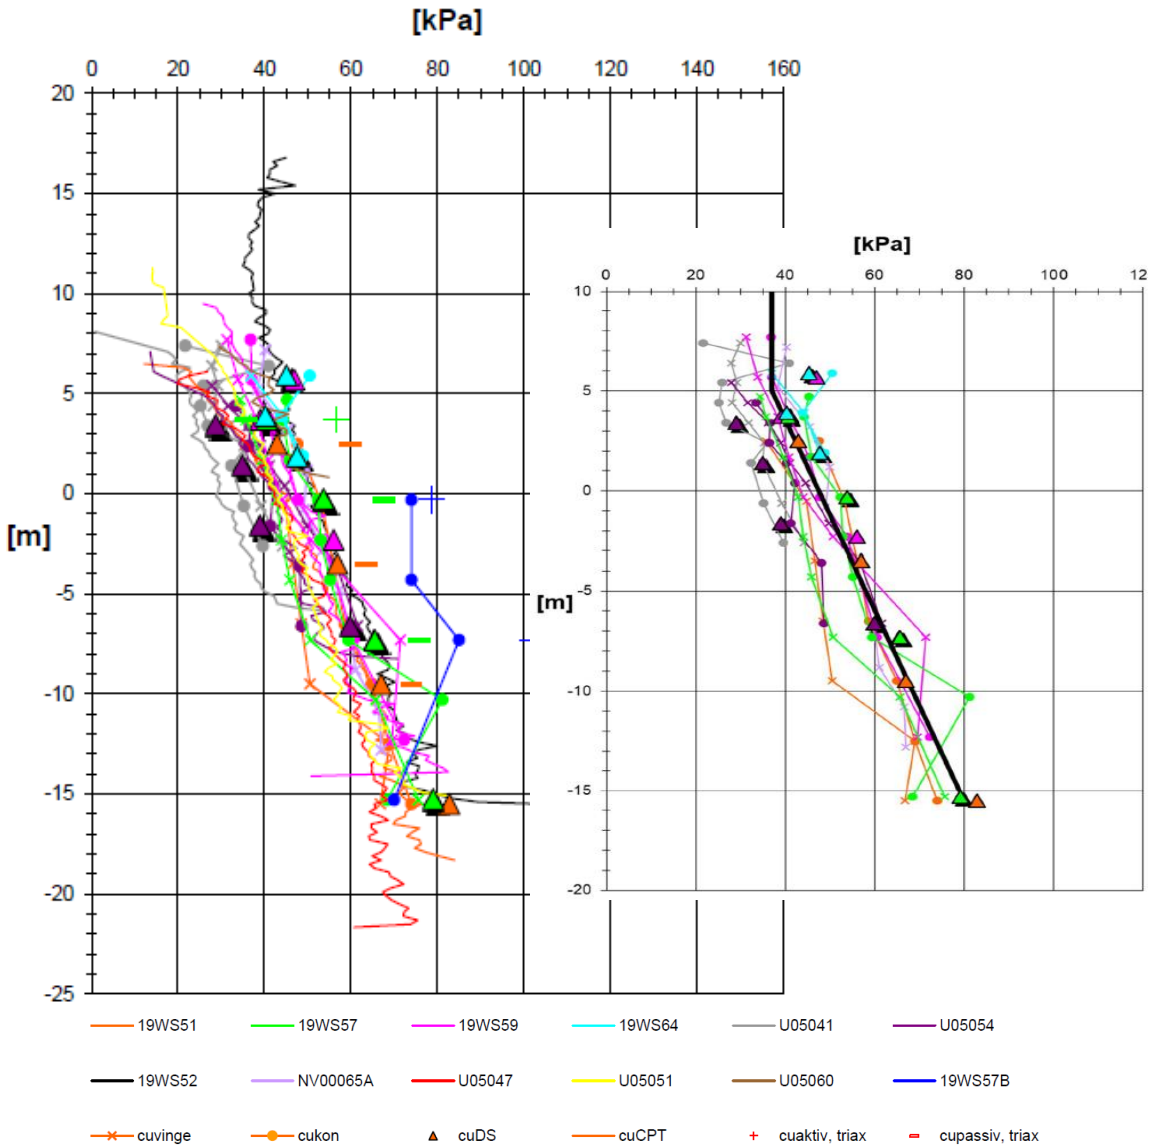 [kPa]
0 20 40 60 80 100 120 140 160
20
15
10
5
0
-5
-10
-15
-20
-25
[m]
[kPa]
0 20 40 60 80 100 12
10
5
0
-5
-10
-15
-20
[m]
19WS51 19WS57 19WS59 19WS64 U05041 U05054
19WS52 NV00065A U05047 U05051 U05060 19WS57B
cuvinge cukon cuDS cuCPT cuaktiv, triax cupassiv, triax